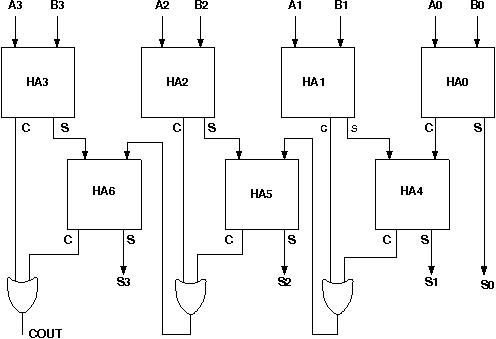 A3 B3 A2 B2 A1 B1 A0 B0
HA3 HA2 HA1 HA0
C S C S C S C S
HA6 HA5 HA4
C S C S C S
S3 S2 S1 S0
COUT